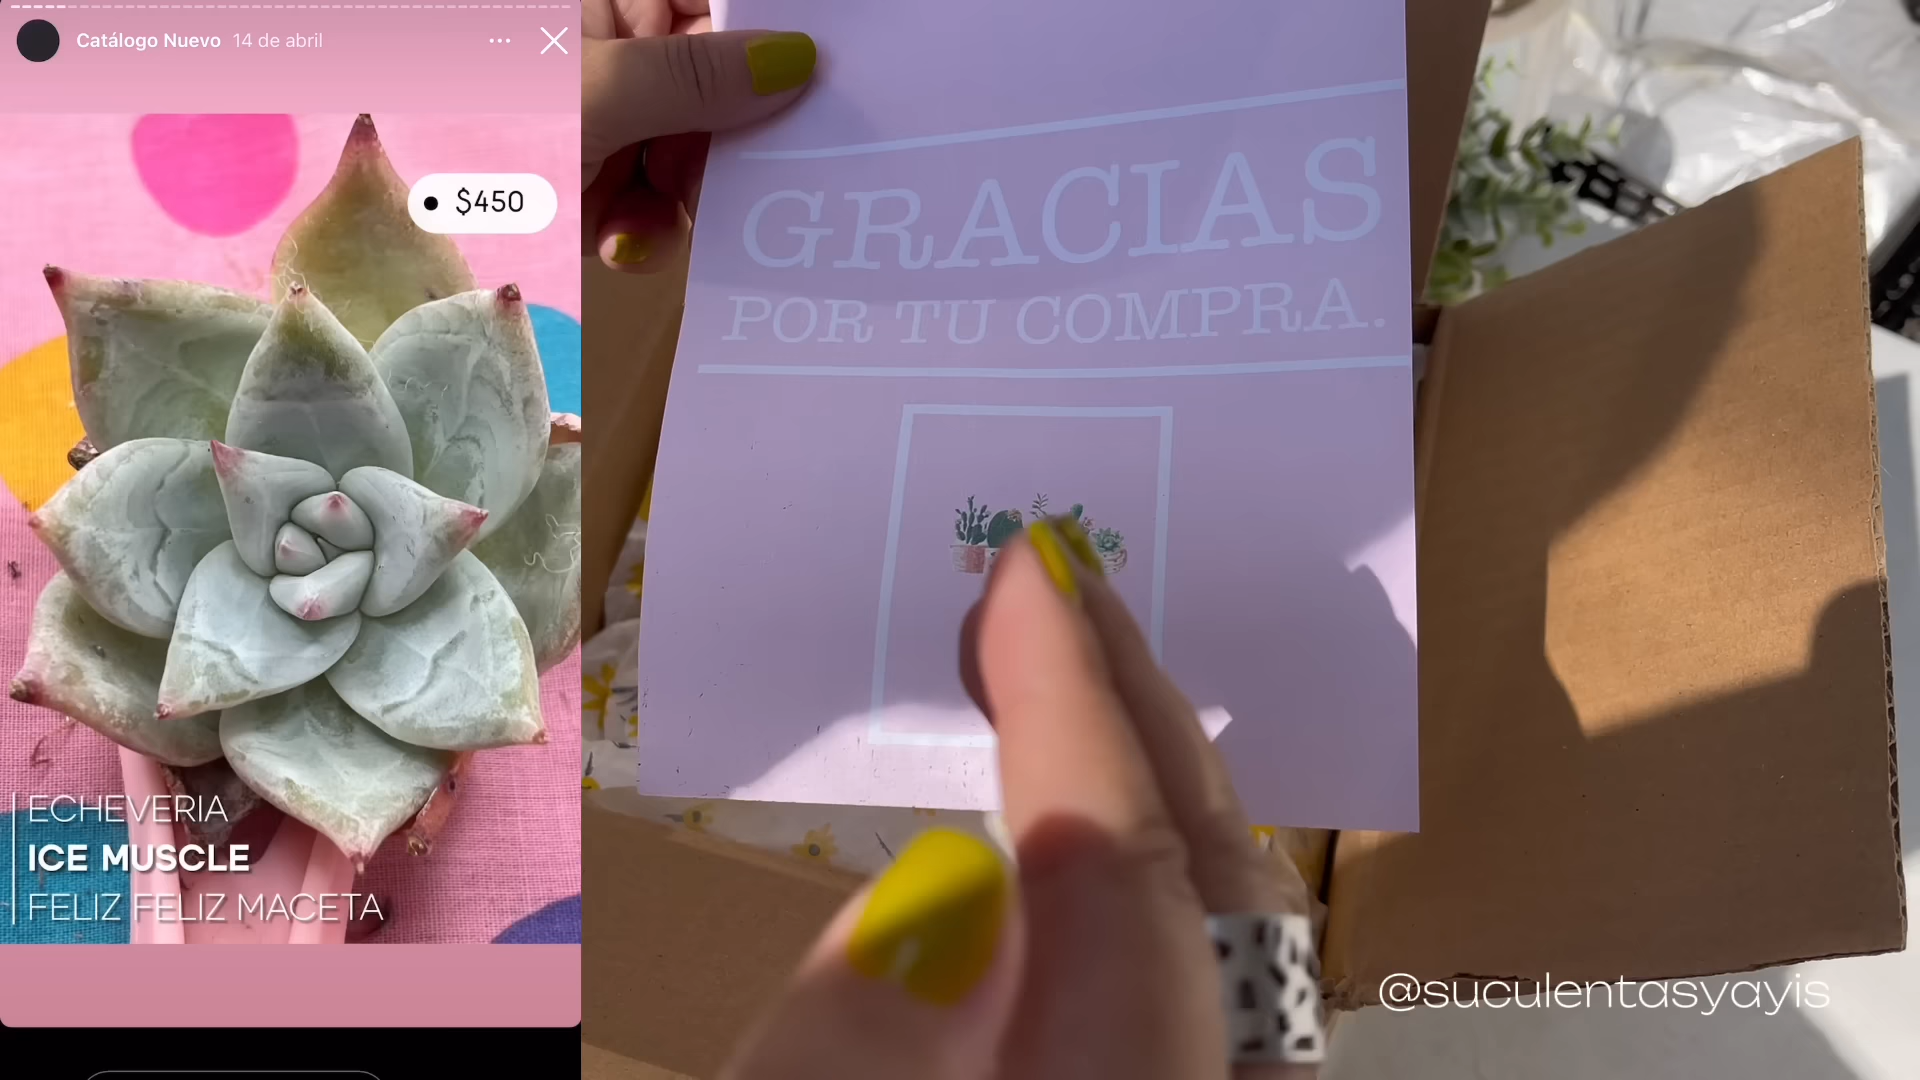 Catálogo Nuevo 14 de abril
$450
ECHEVERIA
ICE MUSCLE
FELIZ FELIZ MACETA
GRACIAS
POR TU COMPRA.
@suculentasyayis